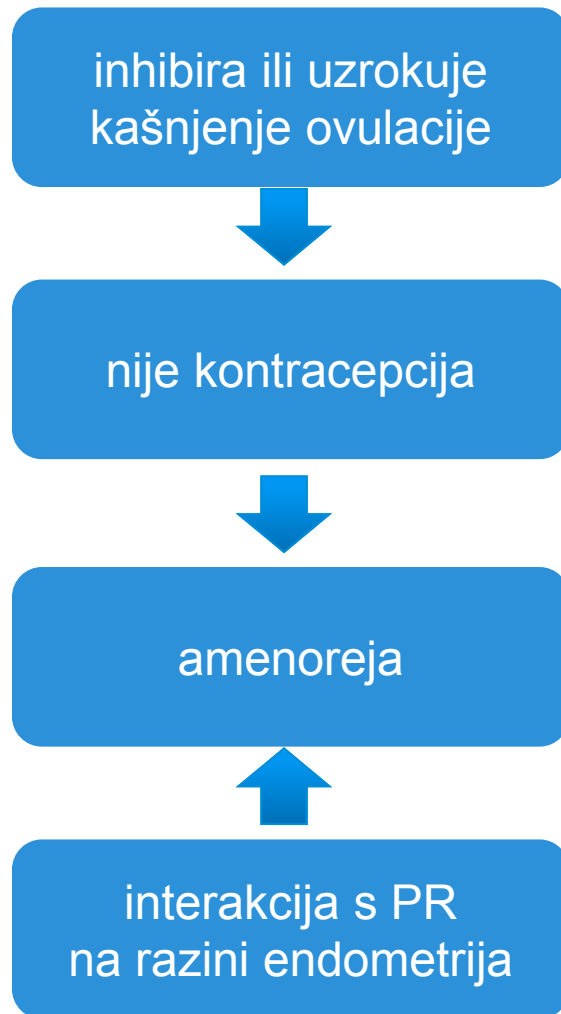 inhibira ili uzrokuje
kašnjenje ovulacije
nije kontracepcija
amenoreja
interakcija s PR
na razini endometrija